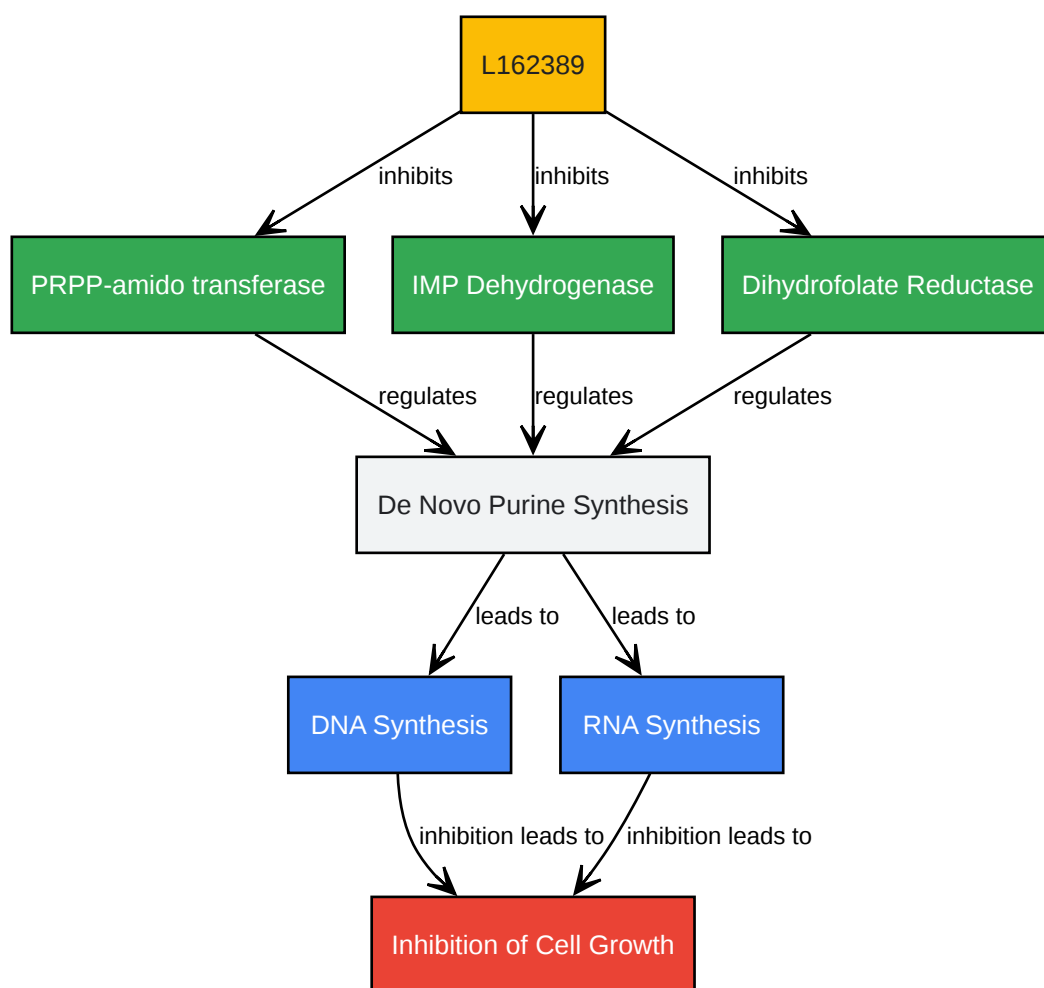 L162389
inhibits
inhibits
inhibits
PRPP-amido transferase
IMP Dehydrogenase
Dihydrofolate Reductase
regulates
regulates
regulates
De Novo Purine Synthesis
leads to
leads to
DNA Synthesis
RNA Synthesis
inhibition leads to
inhibition leads to
Inhibition of Cell Growth